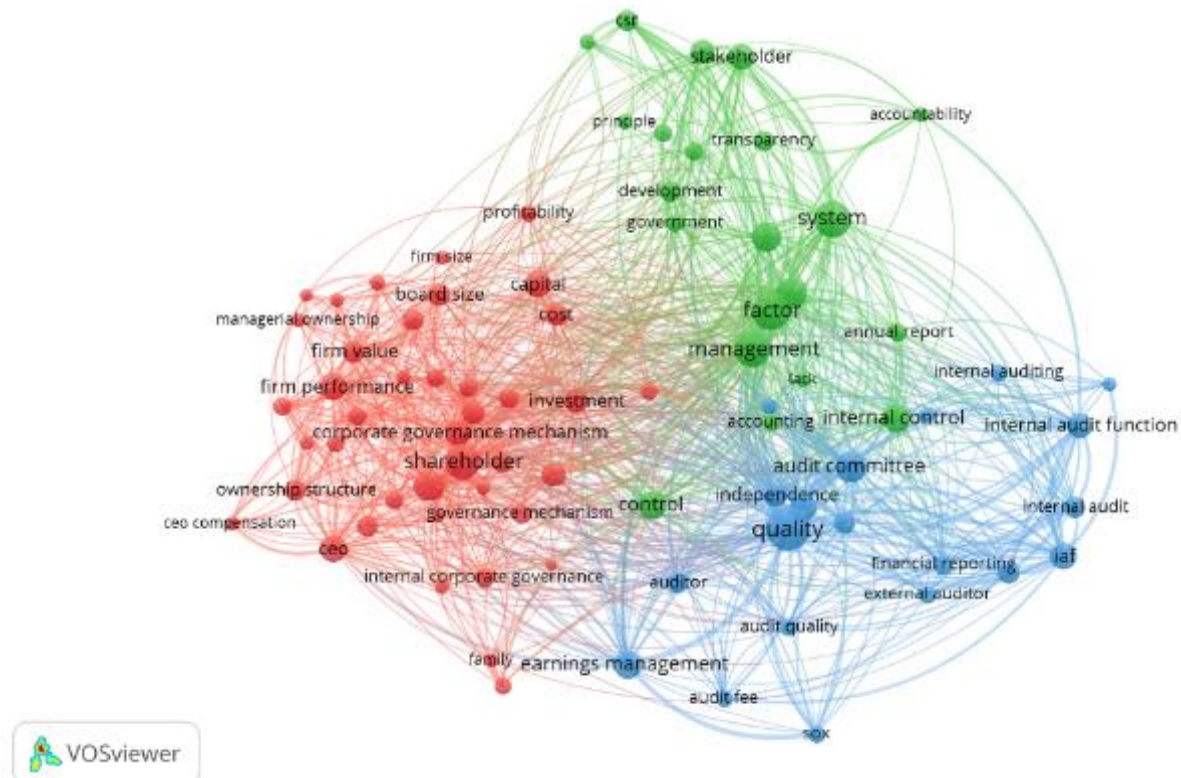 csr
stakeholder
accountability
principle
transparency
development
profitability
government
system
firm size
capital
board size
cost
factor
managerial ownership
annual report
firm value
management
internal auditing
lack
firm performance
investment
accounting
internal control
internal audit function
corporate governance mechanism
shareholder
audit committee
ownership structure
independence
control
internal audit
governance mechanism
ceo compensation
quality
ceo
iaf
financial reporting
internal corporate governance
auditor
external auditor
audit quality
family
earnings management
audit fee
sox
VOSviewer